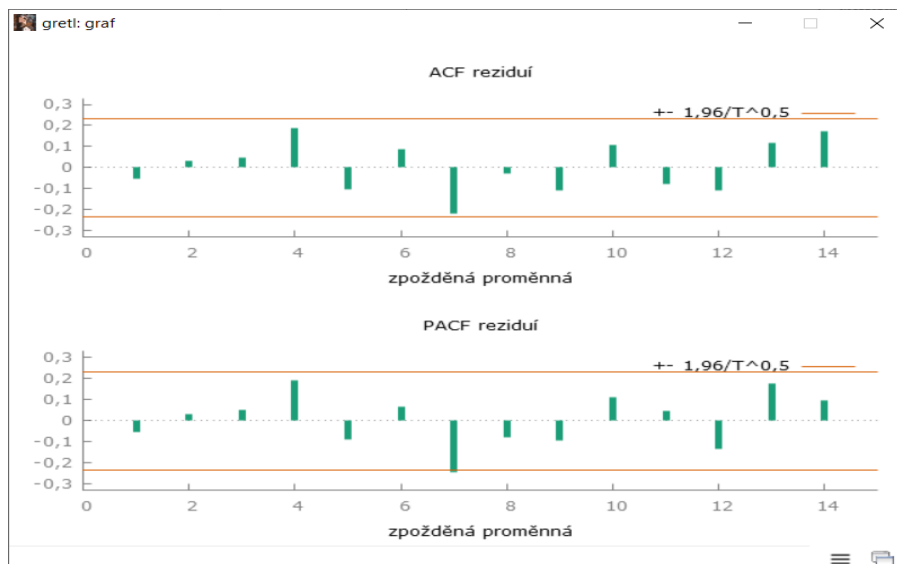 gretl: graf
ACF reziduí
+- 1,96/T^0,5
0,3
0,2
0,1
0
-0,1
-0,2
-0,3
0 2 4 6 8 10 12 14
zpožděná proměnná
PACF reziduí
+- 1,96/T^0,5
0,3
0,2
0,1
0
-0,1
-0,2
-0,3
0 2 4 6 8 10 12 14
zpožděná proměnná